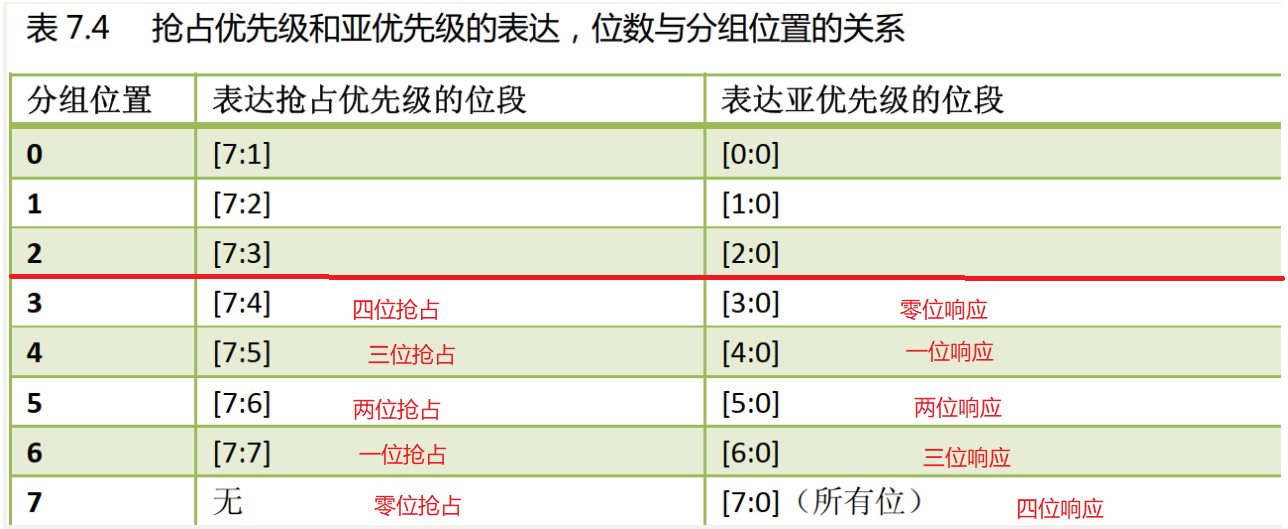 表 7.4 抢占优先级和亚优先级的表达，位数与分组位置的关系
分组位置 表达抢占优先级的位段 表达亚优先级的位段
0 [7:1] [0:0]
1 [7:2] [1:0]
2 [7:3] [2:0]
3 [7:4] 四位抢占 [3:0] 零位响应
4 [7:5] 三位抢占 [4:0] 一位响应
5 [7:6] 两位抢占 [5:0] 两位响应
6 [7:7] 一位抢占 [6:0] 三位响应
7 无 零位抢占 [7:0]（所有位） 四位响应